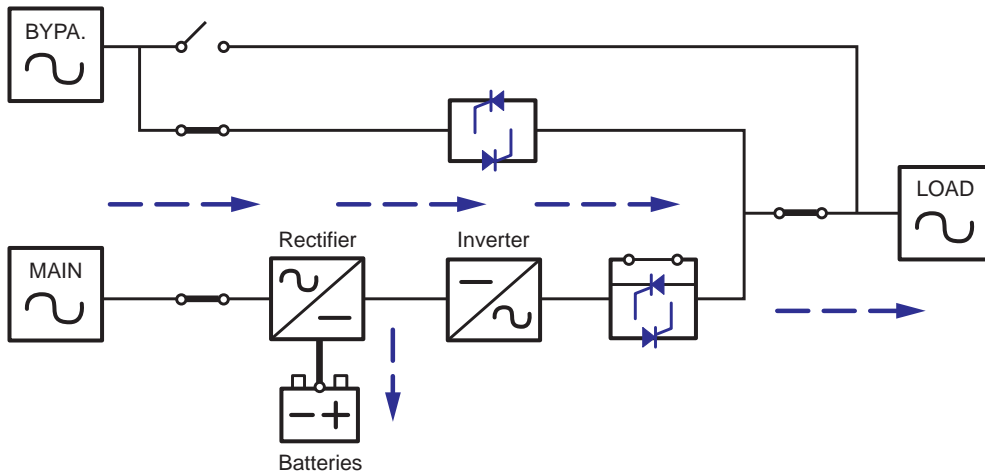 BYPA.
LOAD
Rectifier
Inverter
MAIN
Batteries